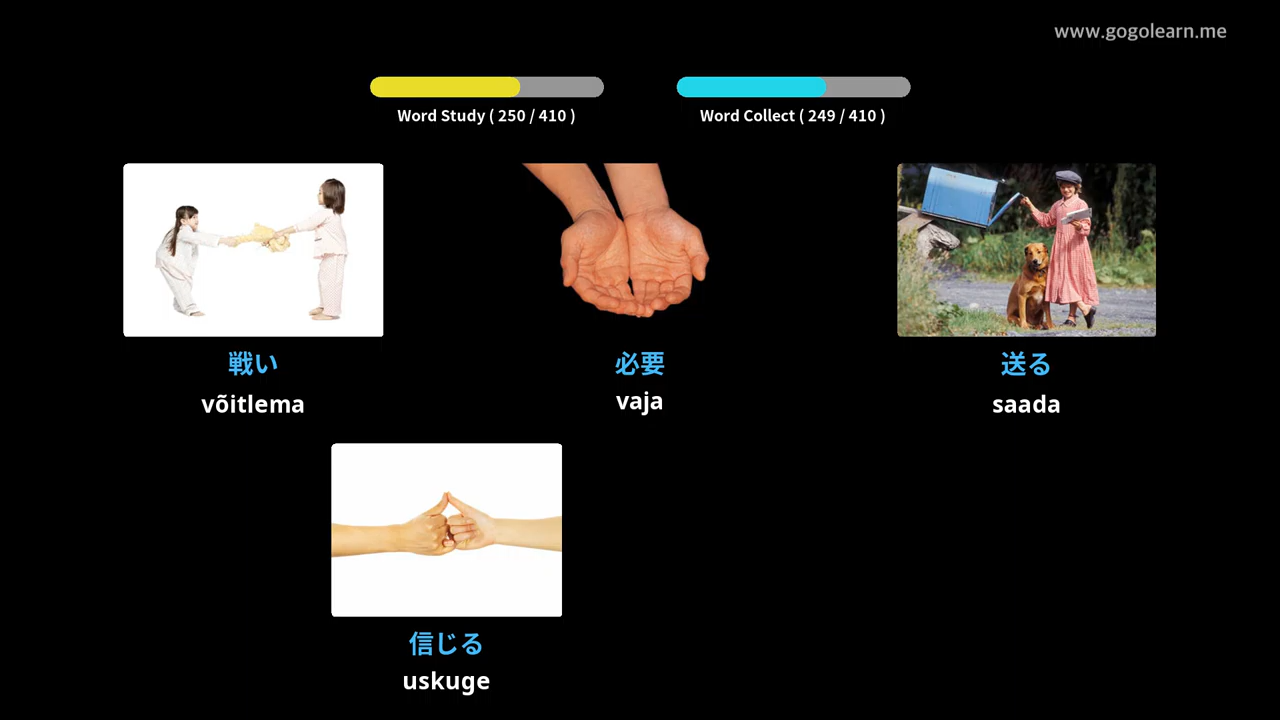 www.gogolearn.me
Word Study ( 250 / 410 )
Word Collect ( 249 / 410 )
戦い
võitlema
必要
vaja
送る
saada
信じる
uskuge